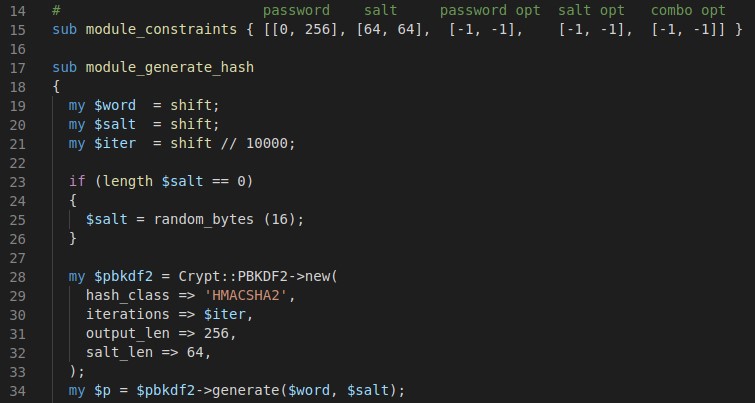 14 #                        password    salt     password opt  salt opt   combo opt
15 sub module_constraints { [[0, 256], [64, 64],  [-1, -1],     [-1, -1],  [-1, -1]] }
16
17 sub module_generate_hash
18 {
19   my $word  = shift;
20   my $salt  = shift;
21   my $iter  = shift // 10000;
22
23   if (length $salt == 0)
24   {
25     $salt = random_bytes (16);
26   }
27
28   my $pbkdf2 = Crypt::PBKDF2->new(
29     hash_class => 'HMACSHA2',
30     iterations => $iter,
31     output_len => 256,
32     salt_len => 64,
33   );
34   my $p = $pbkdf2->generate($word, $salt);